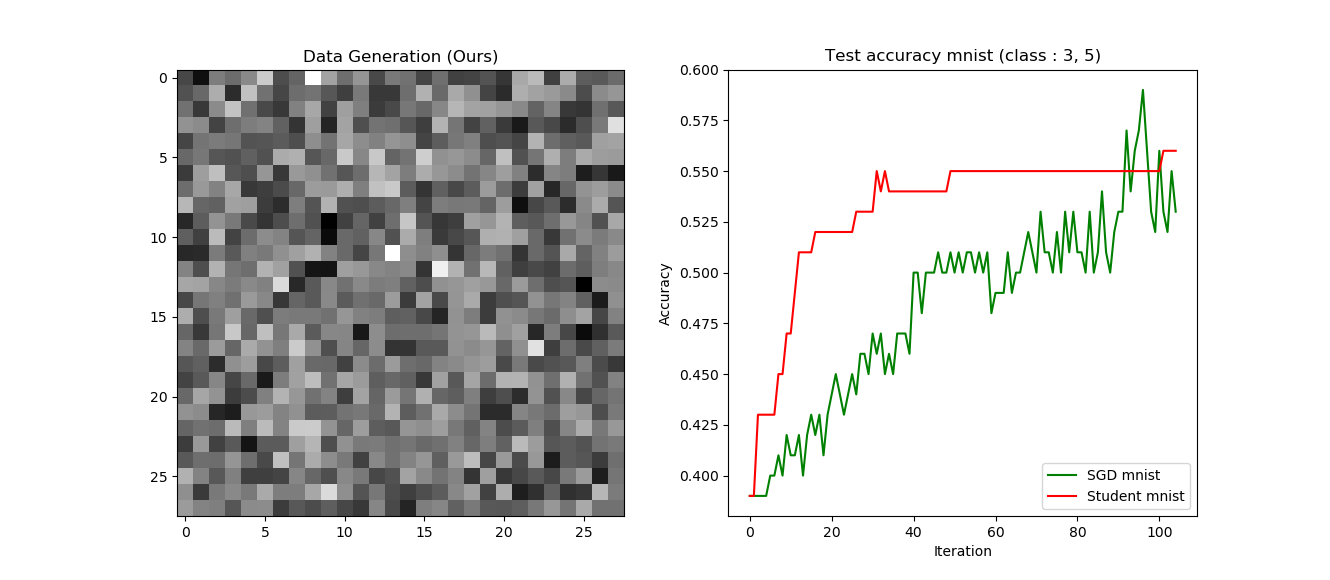 Data Generation (Ours)
0
5
10
15
20
25
0 5 10 15 20 25
Test accuracy mnist (class : 3, 5)
Accuracy
0.600
0.575
0.550
0.525
0.500
0.475
0.450
0.425
0.400
SGD mnist
Student mnist
0 20 40 60 80 100
Iteration